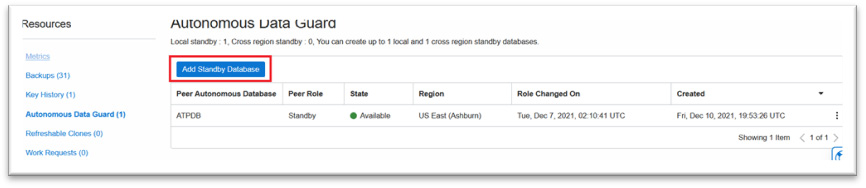 Resources
Metrics
Backups (31)
Key History (1)
Autonomous Data Guard (1)
Refreshable Clones (0)
Work Requests (0)
Autonomous Data Guard
Local standby : 1, Cross region standby : 0, You can create up to 1 local and 1 cross region standby databases.
Add Standby Database
Peer Autonomous Database Peer Role State Region Role Changed On Created
ATPDB Standby Available US East (Ashburn) Tue, Dec 7, 2021, 02:10:41 UTC Fri, Dec 10, 2021, 19:53:26 UTC
Showing 1 Item < 1 of 1 >